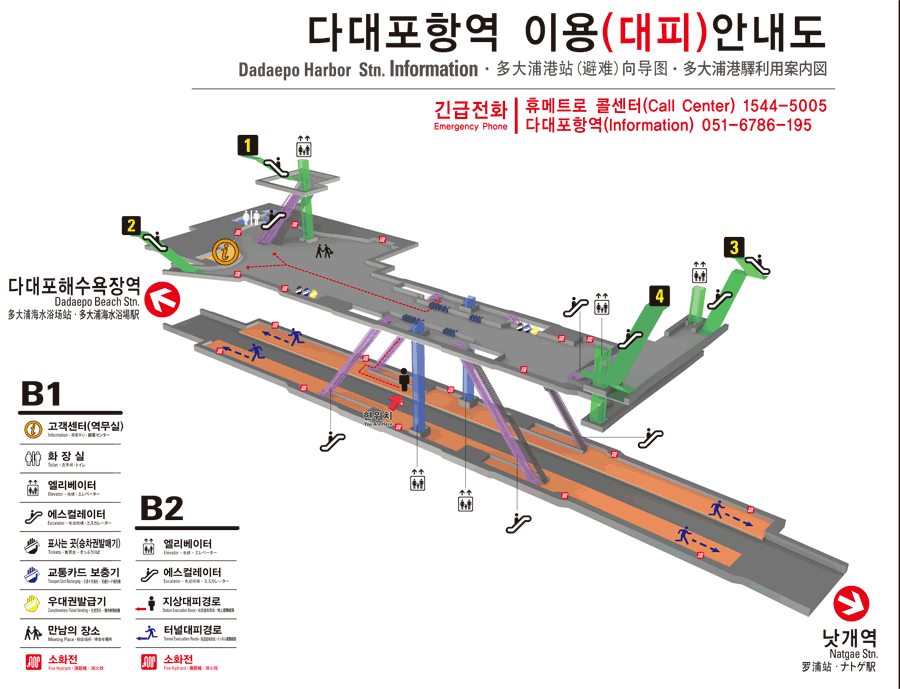 다대포항역 이용(대피)안내도
Dadaepo Harbor Stn. Information · 多大浦港站(避难)向导图 · 多大浦港驛利用案内図
긴급전화
Emergency Phone
휴메트로 콜센터(Call Center) 1544-5005
다대포항역(Information) 051-6786-195
1
2
3
4
다대포해수욕장역
Dadaepo Beach Stn.
多大浦海水浴场站 · 多大浦海水浴場駅
현위치
You Are Here
B1
고객센터(역무실)
화 장 실
엘리베이터
에스컬레이터
표사는 곳(승차권발매기)
교통카드 보충기
우대권발급기
만남의 장소
소화전
B2
엘리베이터
에스컬레이터
지상대피경로
터널대피경로
소화전
낫개역
Natgae Stn.
罗浦站 · ナトゲ駅